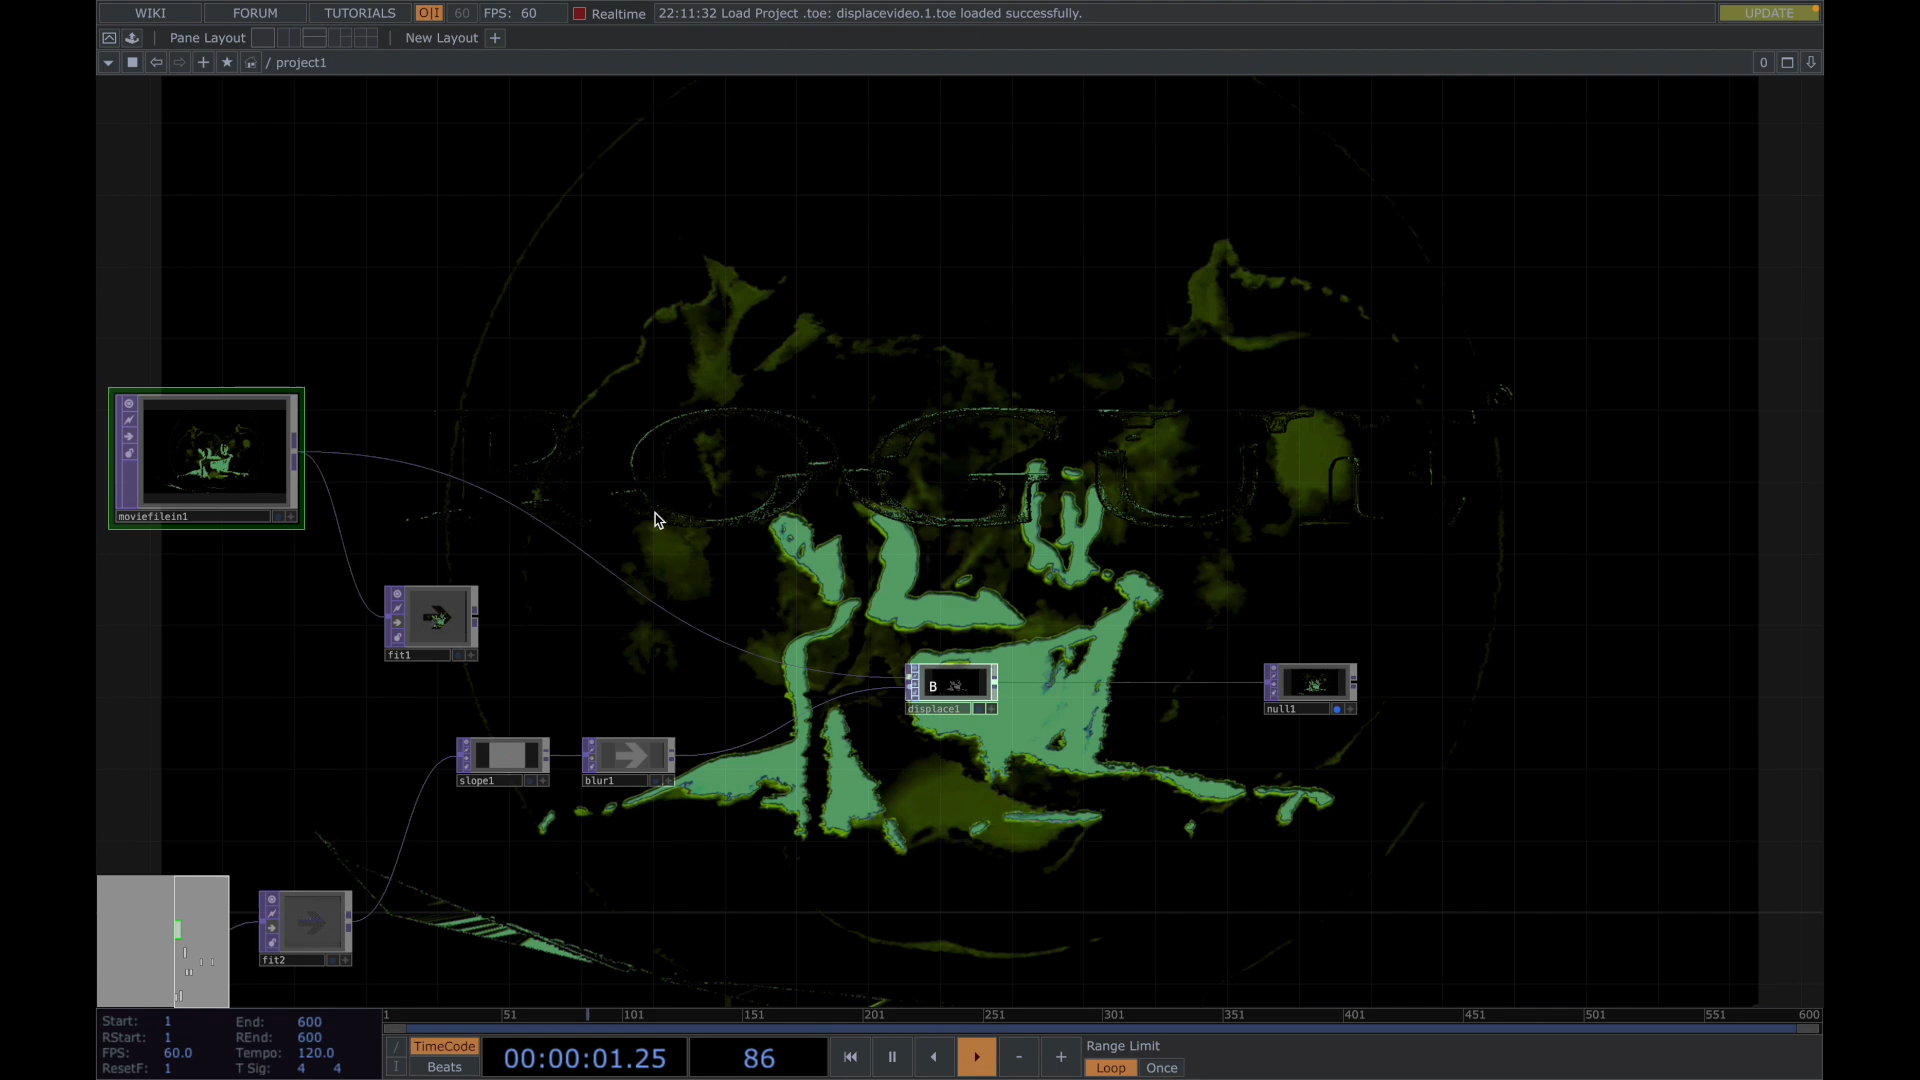 WIKI FORUM TUTORIALS O|I 60 FPS: 60 Realtime 22:11:32 Load Project .toe: displacevideo.1.toe loaded successfully. UPDATE
Pane Layout New Layout +
/ project1 0
moviefilein1
fit1
B
displace1
null1
slope1
blur1
fit2
1 51 101 151 201 251 301 351 401 451 501 551 600
Start: 1 End: 600
RStart: 1 REnd: 600
FPS: 60.0 Tempo: 120.0
ResetF: 1 T Sig: 4 4
TimeCode
Beats
00:00:01.25 86
- +
Range Limit
Loop Once